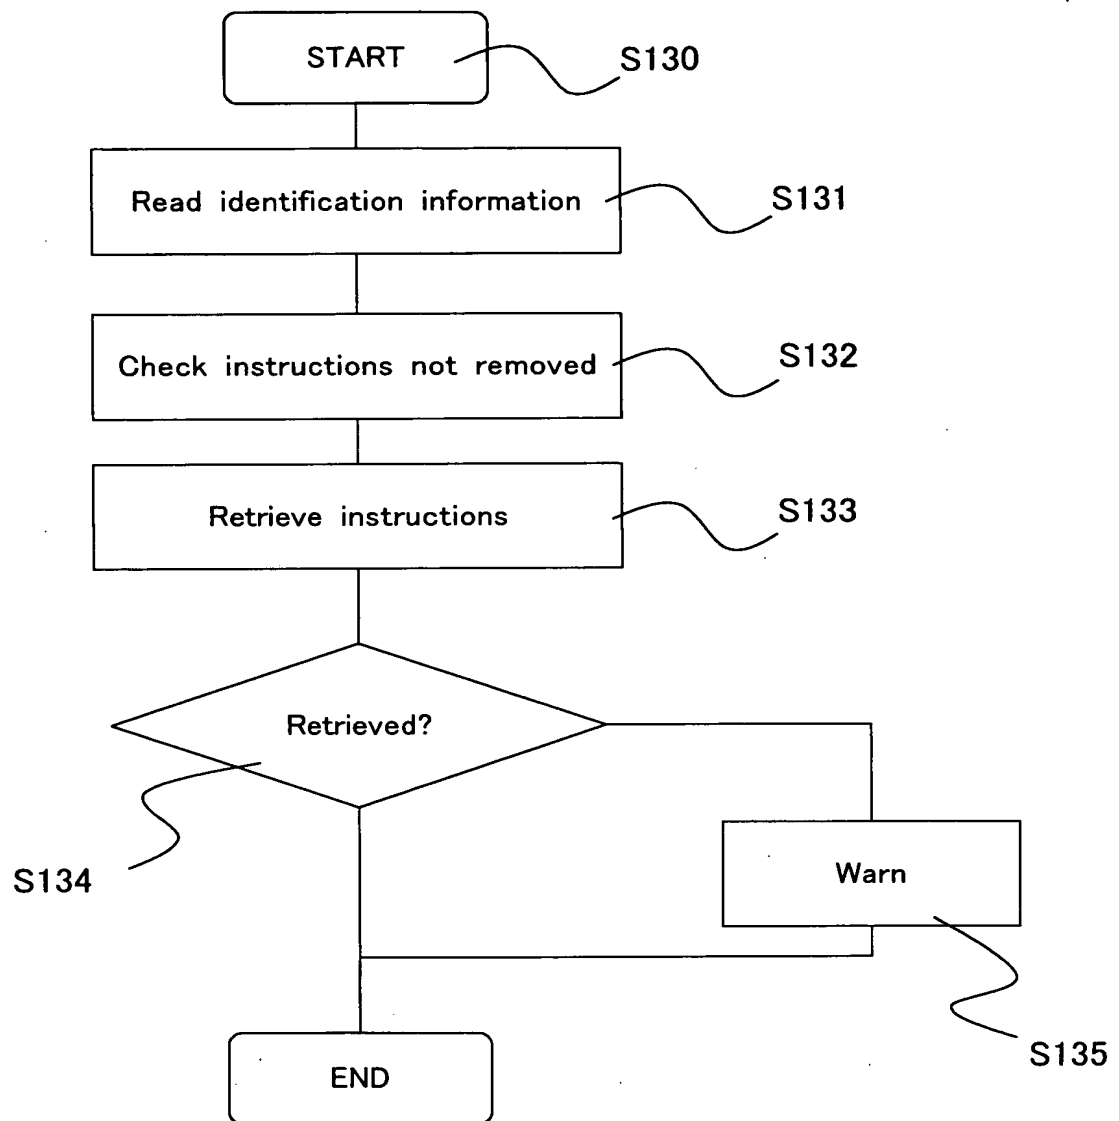 START
S130
Read identification information
S131
Check instructions not removed
S132
Retrieve instructions
S133
Retrieved?
S134
Warn
S135
END